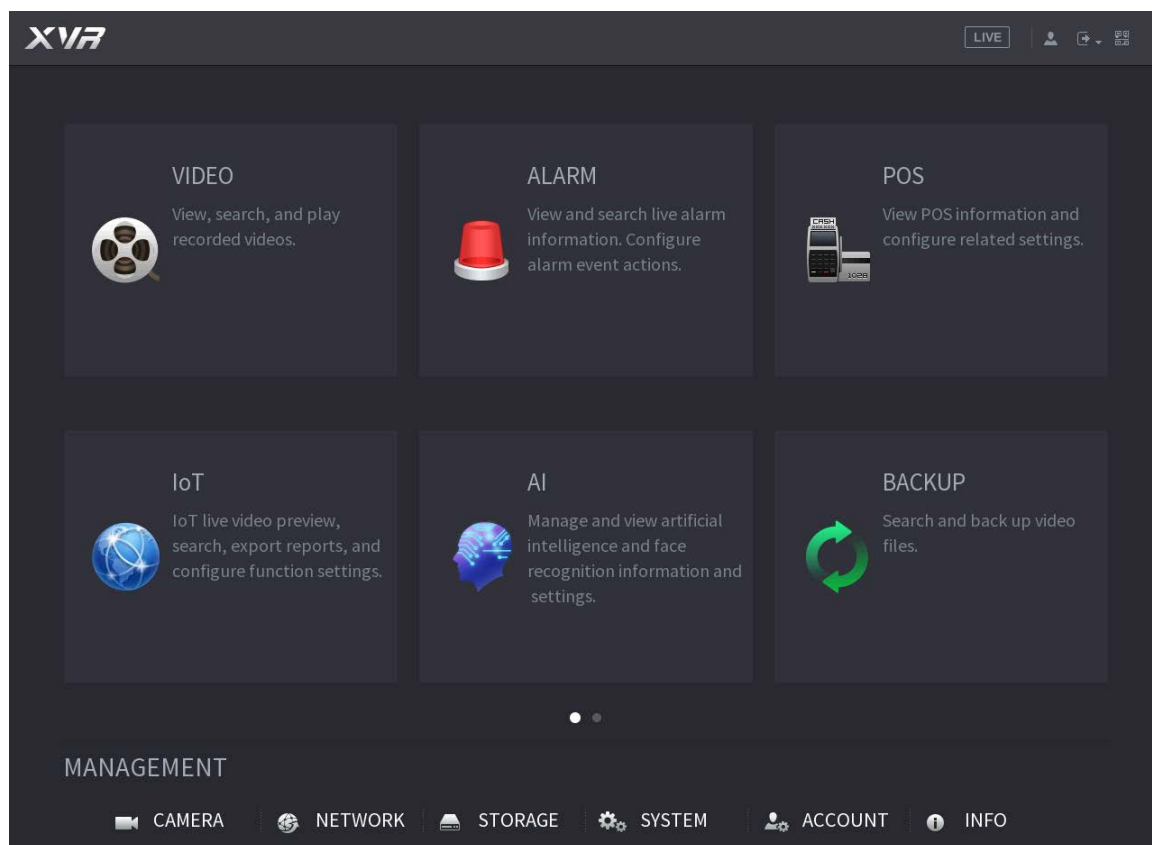 XVR
LIVE
VIDEO
View, search, and play
recorded videos.
ALARM
View and search live alarm
information. Configure
alarm event actions.
POS
CASH
1028
View POS information and
configure related settings.
IoT
IoT live video preview,
search, export reports, and
configure function settings.
AI
Manage and view artificial
intelligence and face
recognition information and
settings.
BACKUP
Search and back up video
files.
MANAGEMENT
CAMERA NETWORK STORAGE SYSTEM ACCOUNT INFO